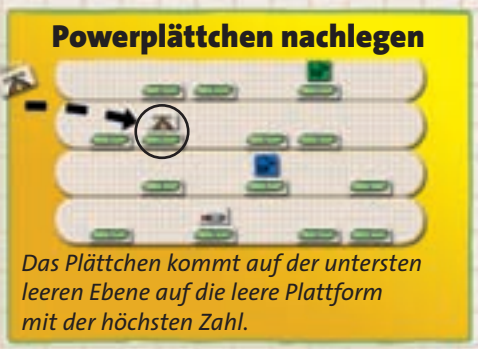 Powerplättchen nachlegen
Das Plättchen kommt auf der untersten
leeren Ebene auf die leere Plattform
mit der höchsten Zahl.